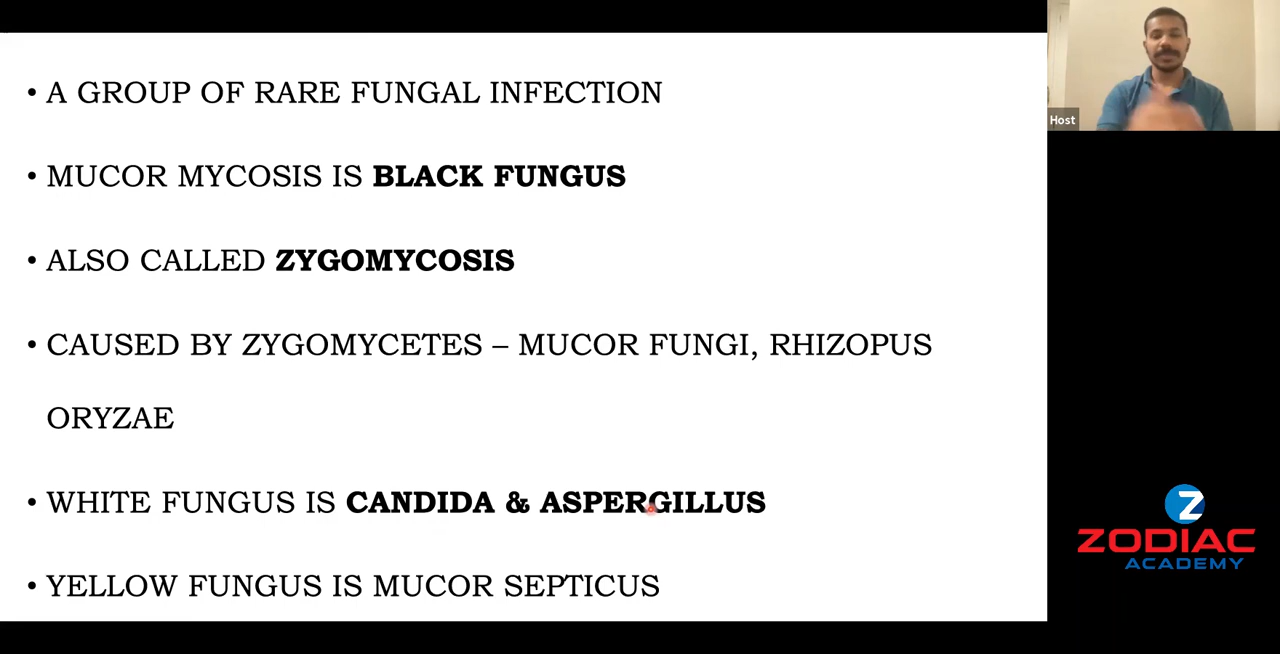 • A GROUP OF RARE FUNGAL INFECTION
• MUCOR MYCOSIS IS BLACK FUNGUS
• ALSO CALLED ZYGOMYCOSIS
• CAUSED BY ZYGOMYCETES – MUCOR FUNGI, RHIZOPUS
ORYZAE
• WHITE FUNGUS IS CANDIDA & ASPERGILLUS
• YELLOW FUNGUS IS MUCOR SEPTICUS
Host
Z
ZODIAC
ACADEMY